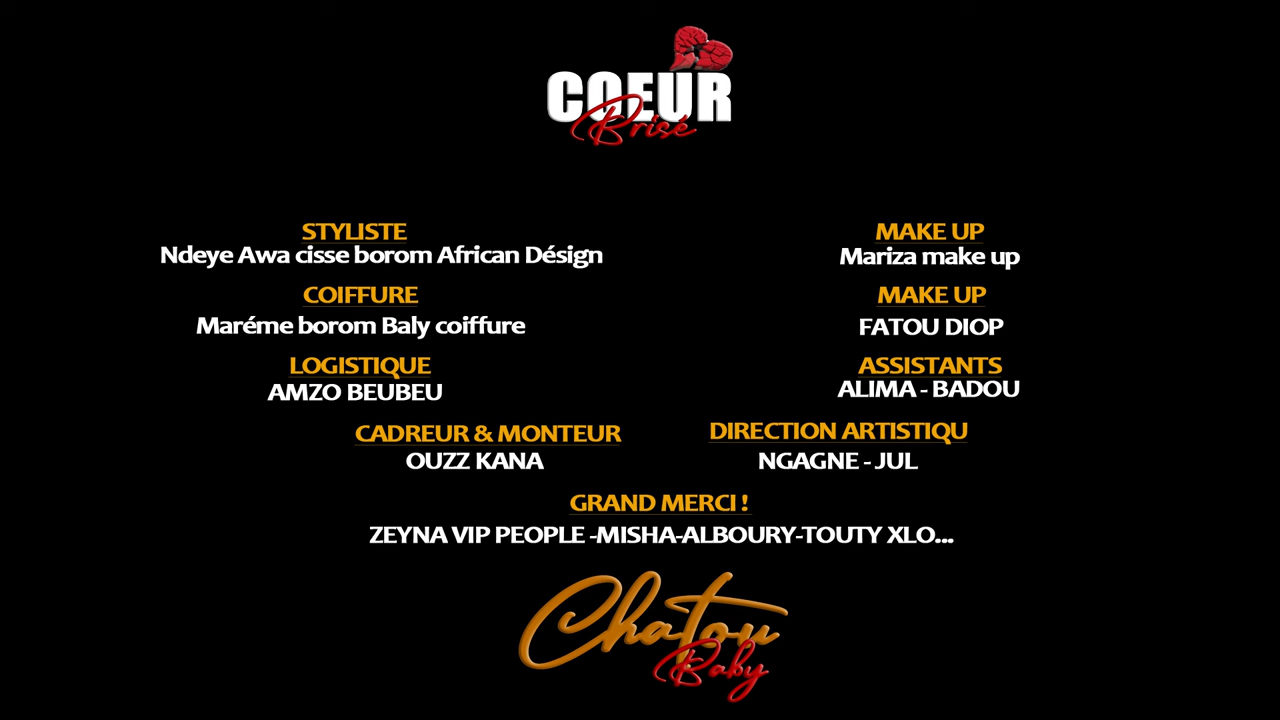 COEUR
Brisé
STYLISTE
Ndeye Awa cisse borom African Désign
MAKE UP
Mariza make up
COIFFURE
Maréme borom Baly coiffure
MAKE UP
FATOU DIOP
LOGISTIQUE
AMZO BEUBEU
ASSISTANTS
ALIMA - BADOU
CADREUR & MONTEUR
OUZZ KANA
DIRECTION ARTISTIQU
NGAGNE - JUL
GRAND MERCI !
ZEYNA VIP PEOPLE -MISHA-ALBOURY-TOUTY XLO...
Chatou
Baby